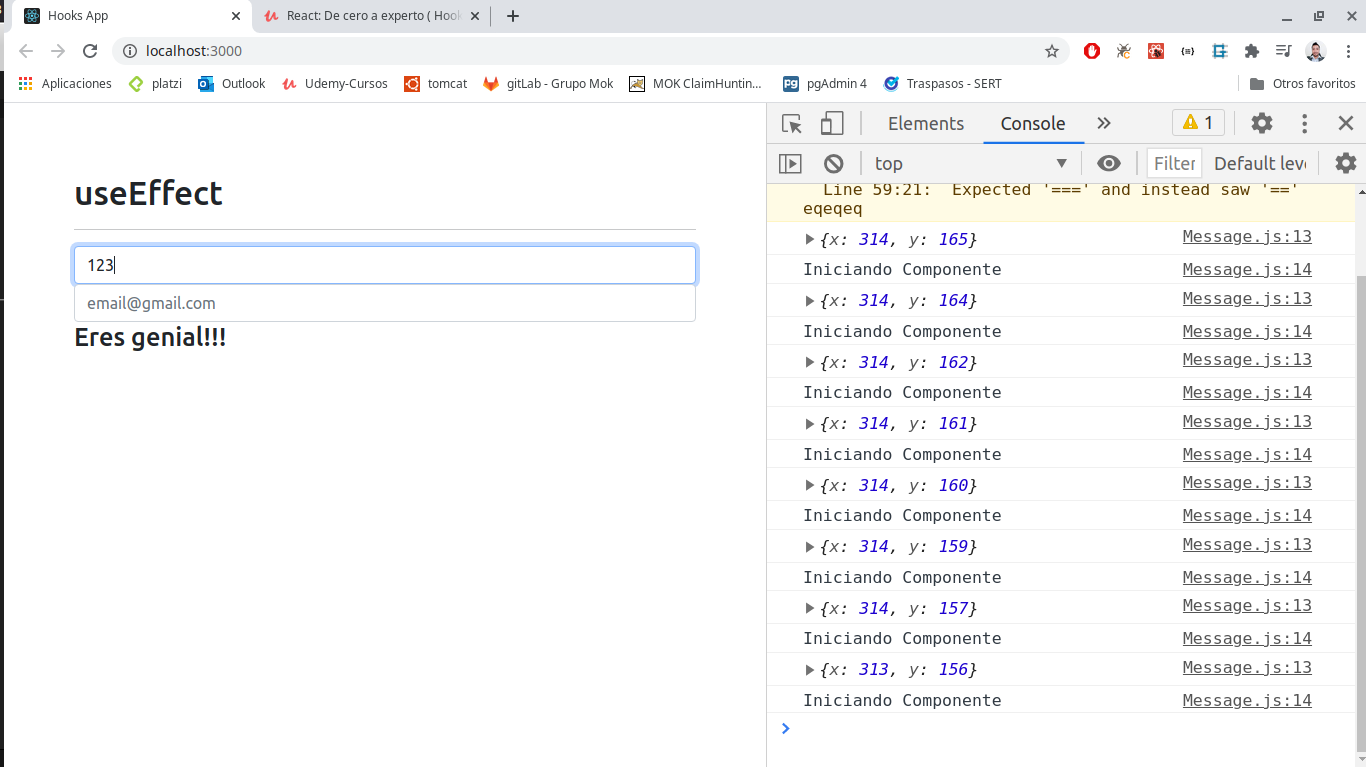 Hooks App
React: De cero a experto ( Hook
localhost:3000
Aplicaciones
platzi
Outlook
Udemy-Cursos
tomcat
gitLab - Grupo Mok
MOK ClaimHuntin...
Pg
pgAdmin 4
Traspasos - SERT
Otros favoritos
useEffect
123
email@gmail.com
Eres genial!!!
Elements
Console
1
top
Filter
Default leve
Line 59:21: Expected '===' and instead saw '=='
eqeqeq
{x: 314, y: 165} Message.js:13
Iniciando Componente Message.js:14
{x: 314, y: 164} Message.js:13
Iniciando Componente Message.js:14
{x: 314, y: 162} Message.js:13
Iniciando Componente Message.js:14
{x: 314, y: 161} Message.js:13
Iniciando Componente Message.js:14
{x: 314, y: 160} Message.js:13
Iniciando Componente Message.js:14
{x: 314, y: 159} Message.js:13
Iniciando Componente Message.js:14
{x: 314, y: 157} Message.js:13
Iniciando Componente Message.js:14
{x: 313, y: 156} Message.js:13
Iniciando Componente Message.js:14